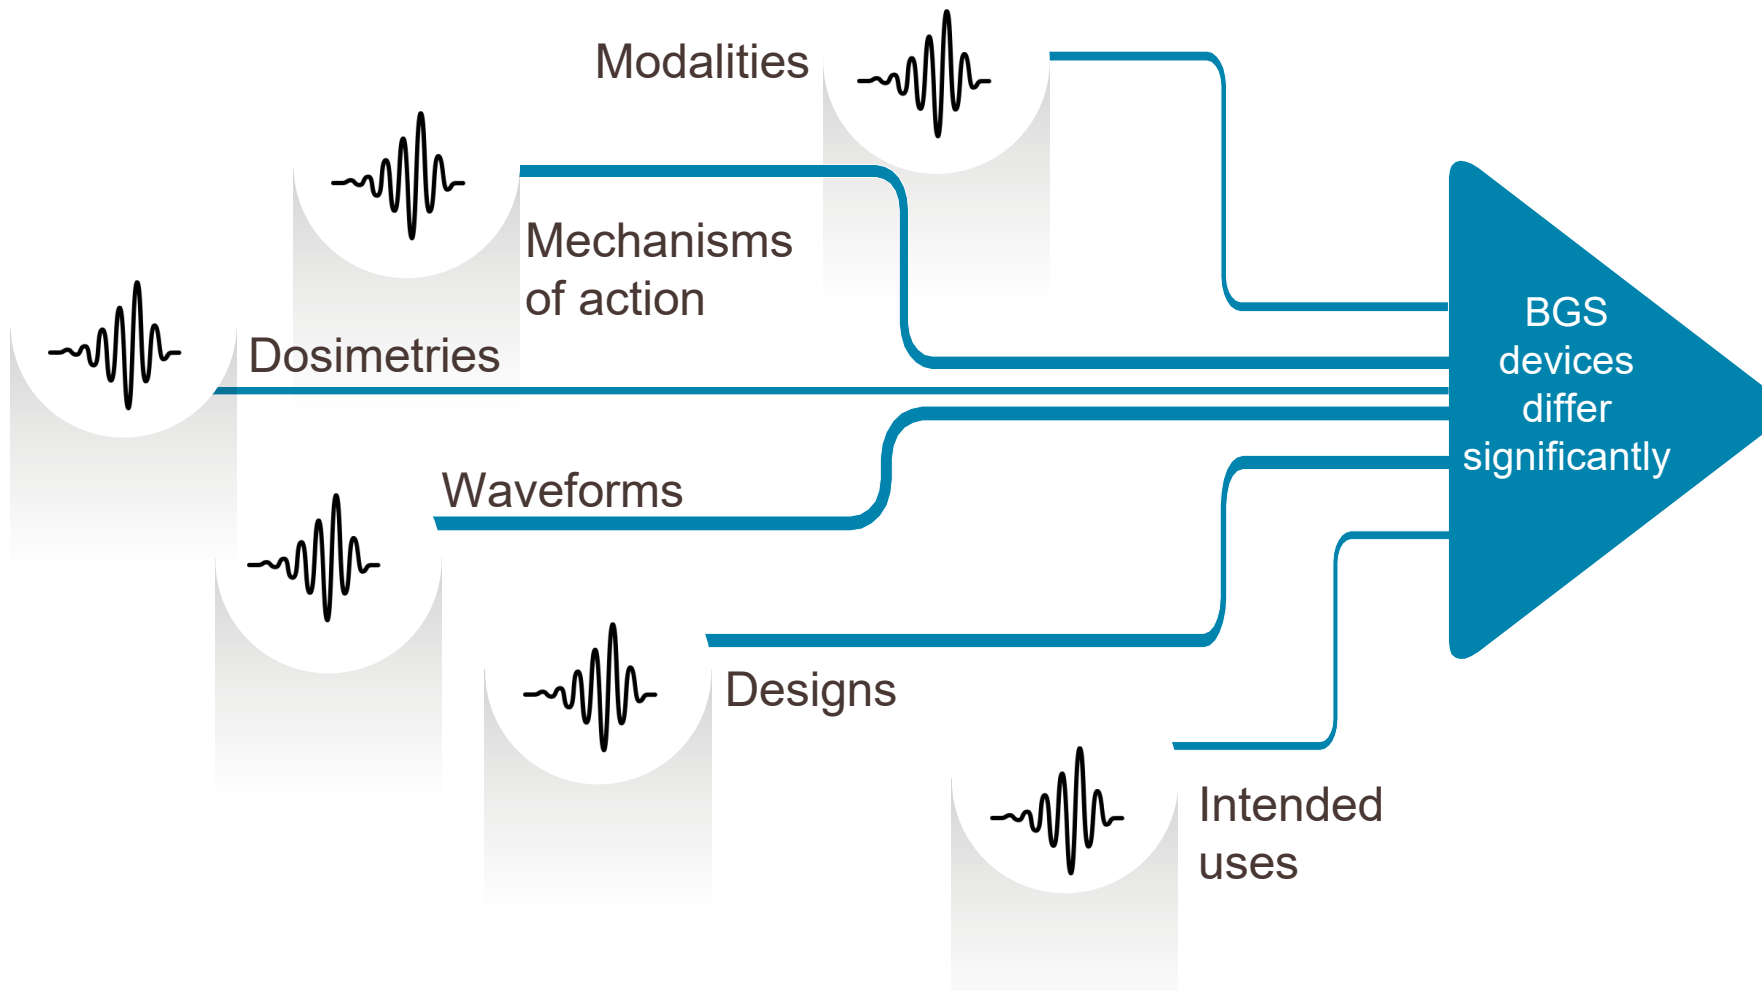 Modalities
Mechanisms
of action
Dosimetries
Waveforms
Designs
Intended
uses
BGS
devices
differ
significantly